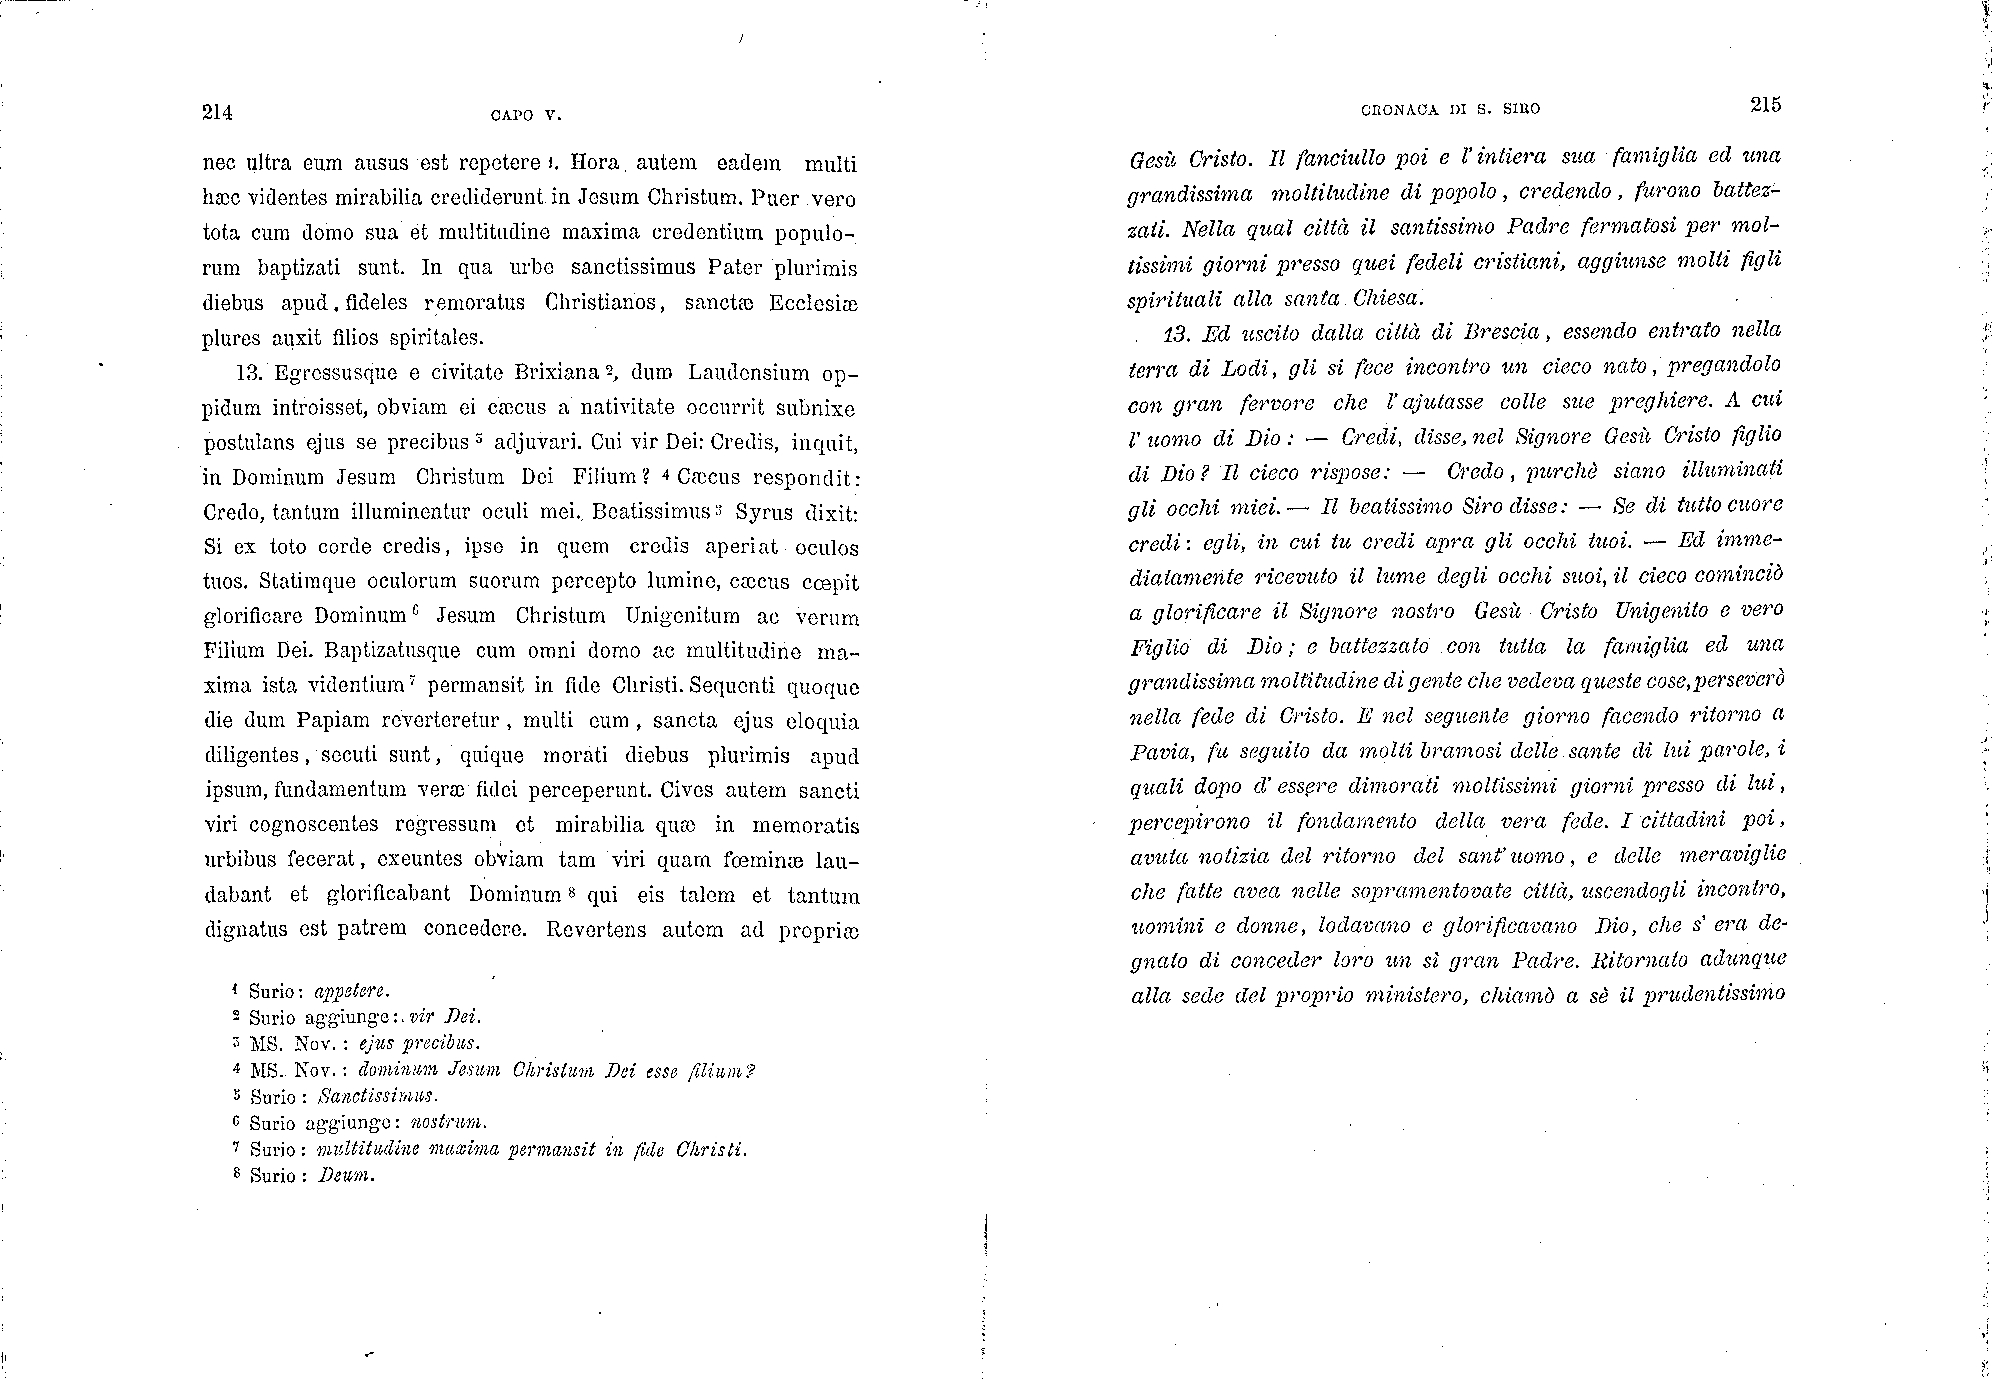 214
CAPO V.
nec ultra eum ausus est repetere ¹. Hora autem eadem multi
hæc videntes mirabilia crediderunt in Jesum Christum. Puer vero
tota cum domo sua et multitudine maxima credentium populo-
rum baptizati sunt. In qua urbe sanctissimus Pater plurimis
diebus apud fideles remoratus Christianos, sanctæ Ecclesiæ
plures auxit filios spiritales.
13. Egressusque e civitate Brixiana ², dum Laudensium op-
pidum introisset, obviam ei cæcus a nativitate occurrit subnixe
postulans ejus se precibus ³ adjuvari. Cui vir Dei: Credis, inquit,
in Dominum Jesum Christum Dei Filium? ⁴ Cæcus respondit:
Credo, tantum illuminentur oculi mei. Beatissimus ⁵ Syrus dixit:
Si ex toto corde credis, ipse in quem credis aperiat oculos
tuos. Statimque oculorum suorum percepto lumine, cæcus cœpit
glorificare Dominum ⁶ Jesum Christum Unigenitum ac verum
Filium Dei. Baptizatusque cum omni domo ac multitudine ma-
xima ista videntium ⁷ permansit in fide Christi. Sequenti quoque
die dum Papiam reverteretur, multi eum, sancta ejus eloquia
diligentes, secuti sunt, quique morati diebus plurimis apud
ipsum, fundamentum veræ fidei perceperunt. Cives autem sancti
viri cognoscentes regressum et mirabilia quæ in memoratis
urbibus fecerat, exeuntes obviam tam viri quam fœminæ lau-
dabant et glorificabant Dominum ⁸ qui eis talem et tantum
dignatus est patrem concedere. Revertens autem ad propriæ
¹ Surio: appetere.
² Surio aggiunge: vir Dei.
³ MS. Nov.: ejus precibus.
⁴ MS. Nov.: dominum Jesum Christum Dei esse filium?
⁵ Surio: Sanctissimus.
⁶ Surio aggiunge: nostrum.
⁷ Surio: multitudine maxima permansit in fide Christi.
⁸ Surio: Deum.
CRONACA DI S. SIRO
215
Gesù Cristo. Il fanciullo poi e l'intiera sua famiglia ed una
grandissima moltitudine di popolo, credendo, furono battez-
zati. Nella qual città il santissimo Padre fermatosi per mol-
tissimi giorni presso quei fedeli cristiani, aggiunse molti figli
spirituali alla santa Chiesa.
13. Ed uscito dalla città di Brescia, essendo entrato nella
terra di Lodi, gli si fece incontro un cieco nato, pregandolo
con gran fervore che l'ajutasse colle sue preghiere. A cui
l'uomo di Dio: — Credi, disse, nel Signore Gesù Cristo figlio
di Dio? Il cieco rispose: — Credo, purchè siano illuminati
gli occhi miei. — Il beatissimo Siro disse: — Se di tutto cuore
credi: egli, in cui tu credi apra gli occhi tuoi. — Ed imme-
diatamente ricevuto il lume degli occhi suoi, il cieco cominciò
a glorificare il Signore nostro Gesù Cristo Unigenito e vero
Figlio di Dio; e battezzato con tutta la famiglia ed una
grandissima moltitudine di gente che vedeva queste cose, perseverò
nella fede di Cristo. E nel seguente giorno facendo ritorno a
Pavia, fu seguito da molti bramosi delle sante di lui parole, i
quali dopo d'essere dimorati moltissimi giorni presso di lui,
percepirono il fondamento della vera fede. I cittadini poi,
avuta notizia del ritorno del sant'uomo, e delle meraviglie
che fatte avea nelle sopramentovate città, uscendogli incontro,
uomini e donne, lodavano e glorificavano Dio, che s'era de-
gnato di conceder loro un sì gran Padre. Ritornato adunque
alla sede del proprio ministero, chiamò a sè il prudentissimo